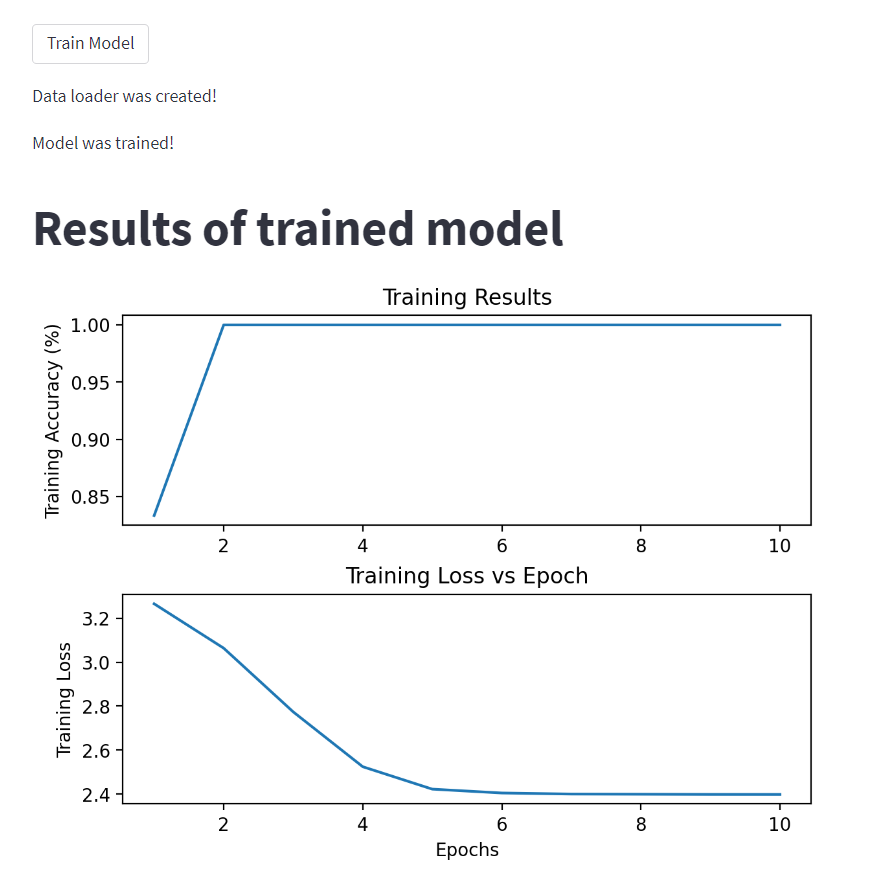 Train Model
Data loader was created!
Model was trained!
Results of trained model
Training Results
Training Accuracy (%)
1.00
0.95
0.90
0.85
2 4 6 8 10
Training Loss vs Epoch
Training Loss
3.2
3.0
2.8
2.6
2.4
2 4 6 8 10
Epochs